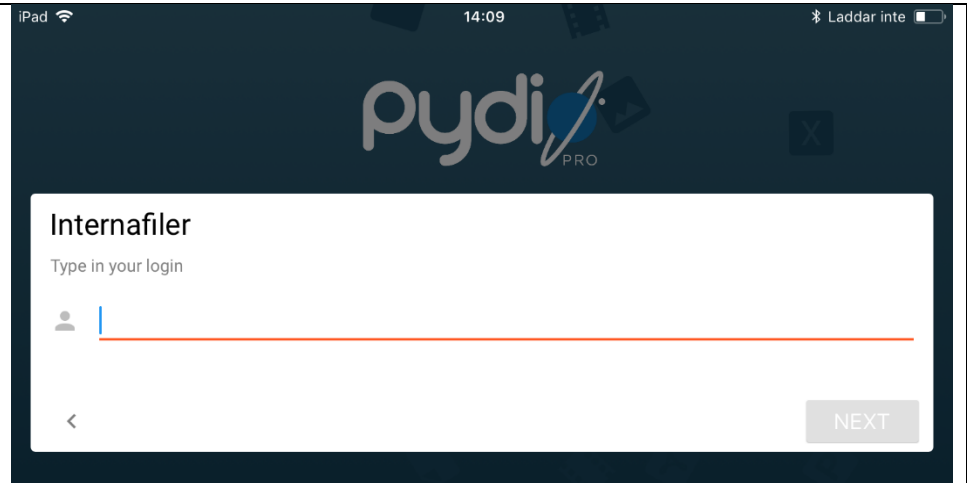 iPad 14:09 Laddar inte
pydio
PRO
X
Internafiler
Type in your login
NEXT